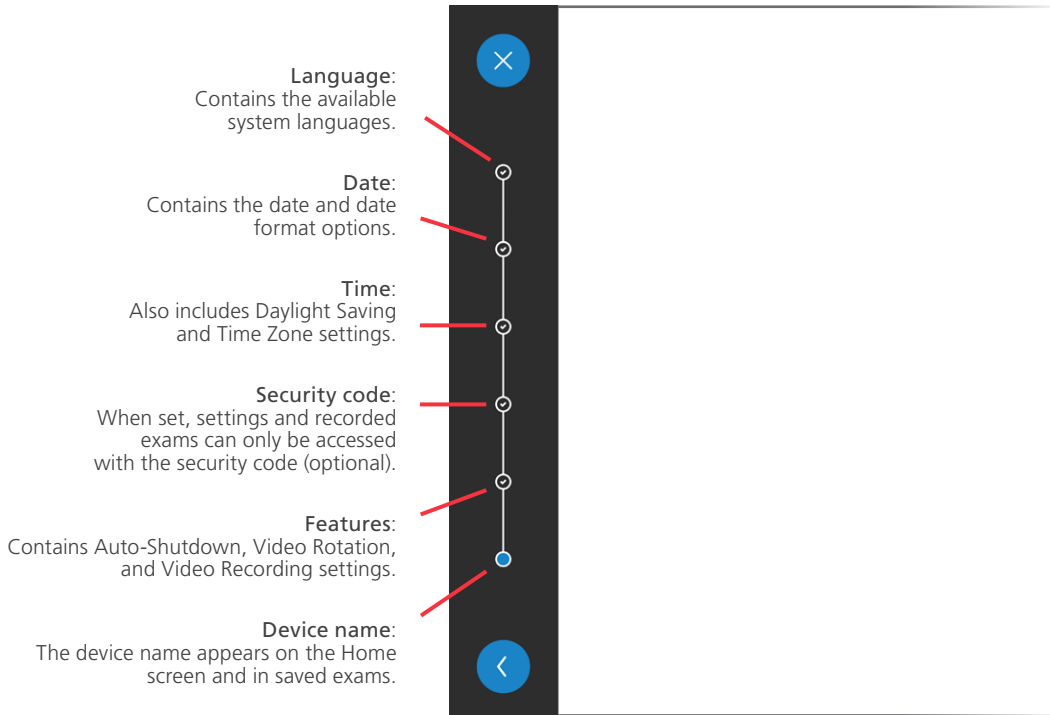 Language:
Contains the available
system languages.
Date:
Contains the date and date
format options.
Time:
Also includes Daylight Saving
and Time Zone settings.
Security code:
When set, settings and recorded
exams can only be accessed
with the security code (optional).
Features:
Contains Auto-Shutdown, Video Rotation,
and Video Recording settings.
Device name:
The device name appears on the Home
screen and in saved exams.